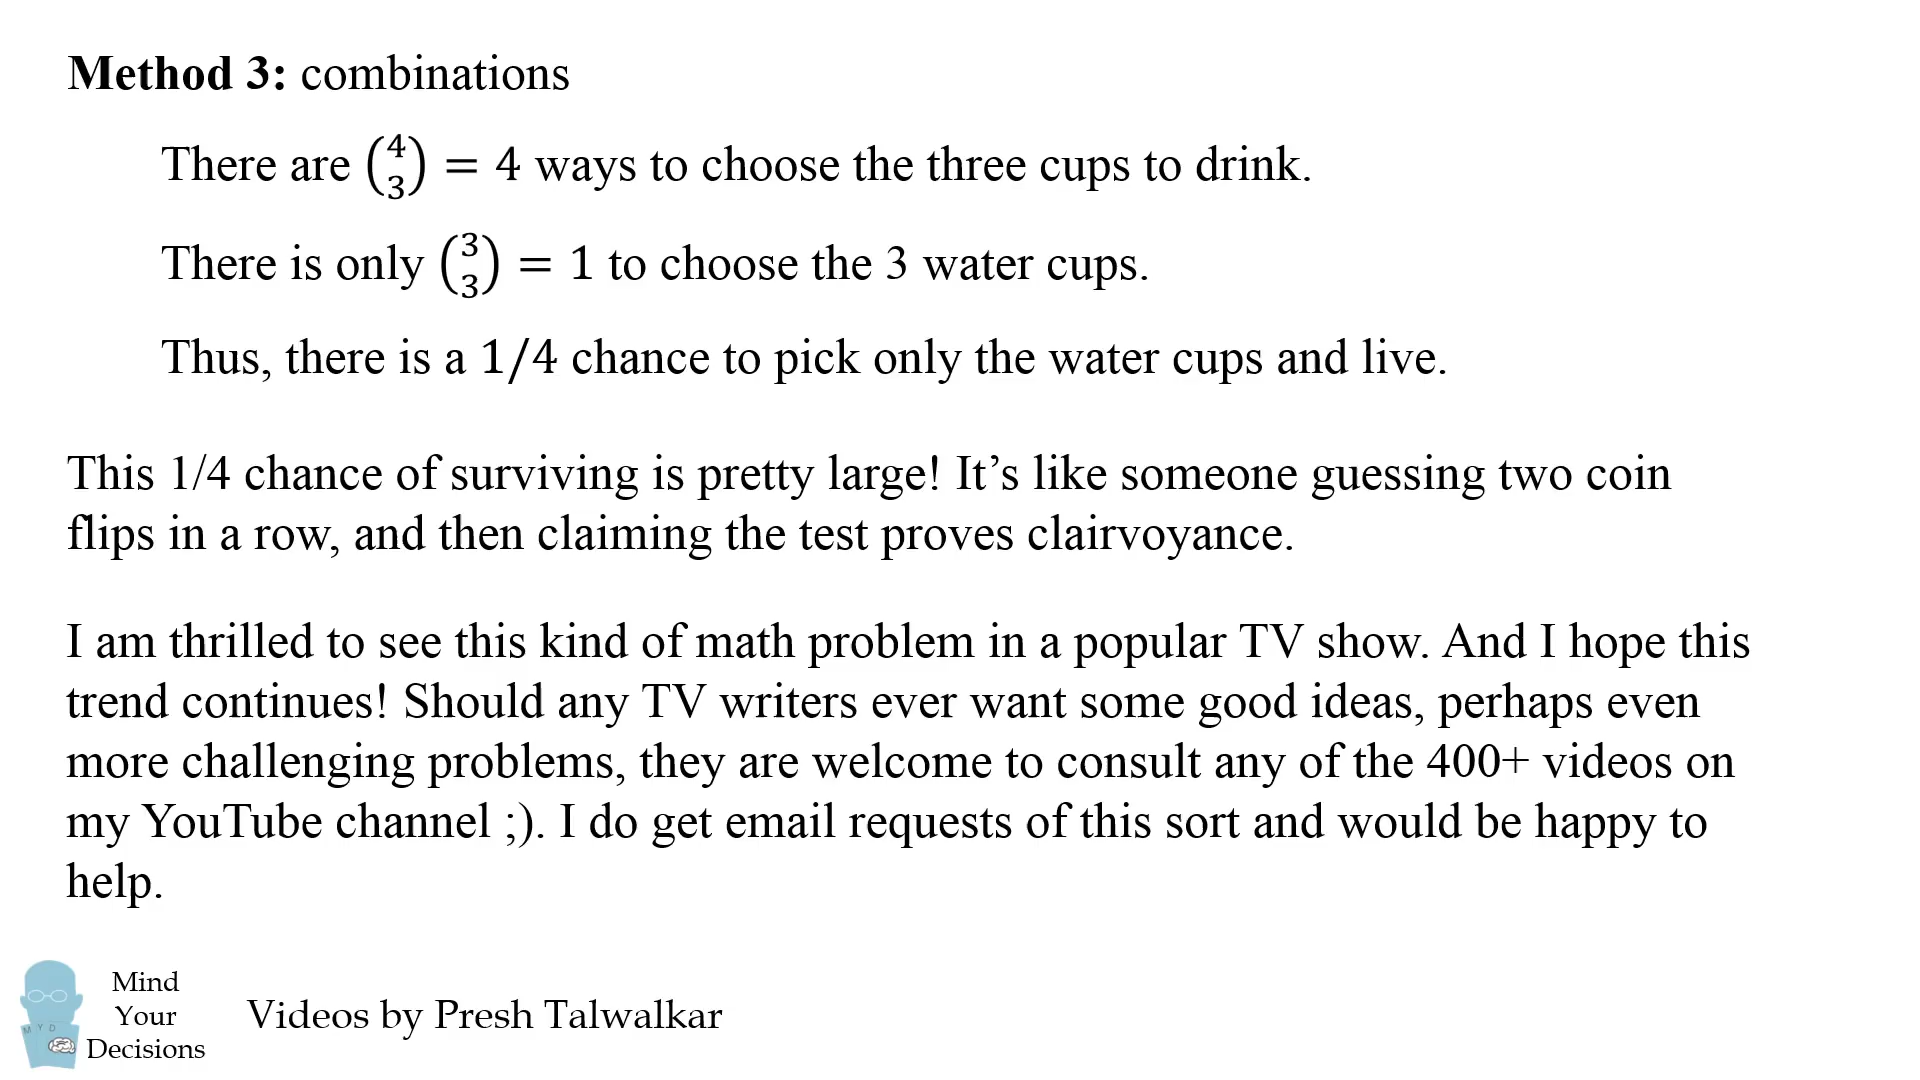 Method 3: combinations
There are (4 3) = 4 ways to choose the three cups to drink.
There is only (3 3) = 1 to choose the 3 water cups.
Thus, there is a 1/4 chance to pick only the water cups and live.
This 1/4 chance of surviving is pretty large! It’s like someone guessing two coin
flips in a row, and then claiming the test proves clairvoyance.
I am thrilled to see this kind of math problem in a popular TV show. And I hope this
trend continues! Should any TV writers ever want some good ideas, perhaps even
more challenging problems, they are welcome to consult any of the 400+ videos on
my YouTube channel ;). I do get email requests of this sort and would be happy to
help.
M Y D
Mind
Your
Decisions
Videos by Presh Talwalkar